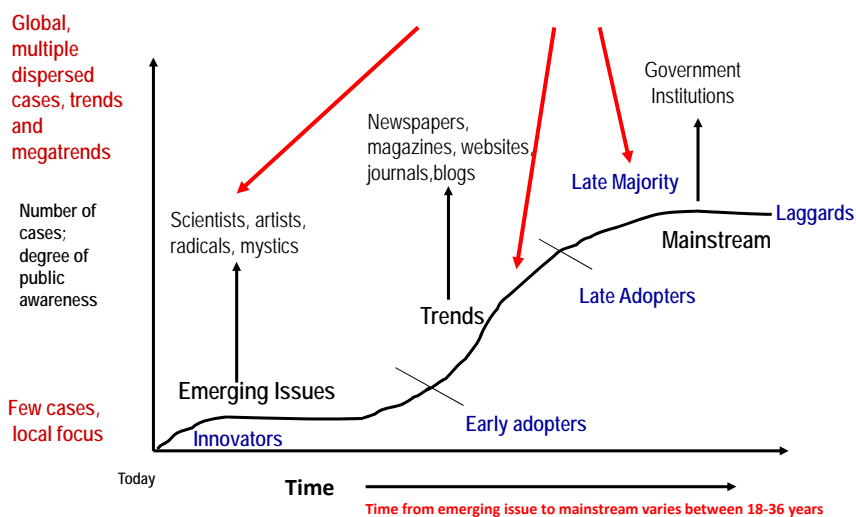 Global,
multiple
dispersed
cases, trends
and
megatrends
Government
Institutions
Newspapers,
magazines, websites,
journals,blogs
Late Majority
Number of
cases;
degree of
public
awareness
Scientists, artists,
radicals, mystics
Laggards
Mainstream
Late Adopters
Trends
Emerging Issues
Few cases,
local focus
Innovators
Early adopters
Today
Time
Time from emerging issue to mainstream varies between 18-36 years